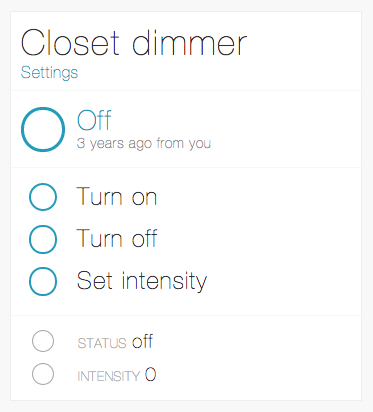 Closet dimmer
Settings
Off
3 years ago from you
Turn on
Turn off
Set intensity
STATUS off
INTENSITY 0